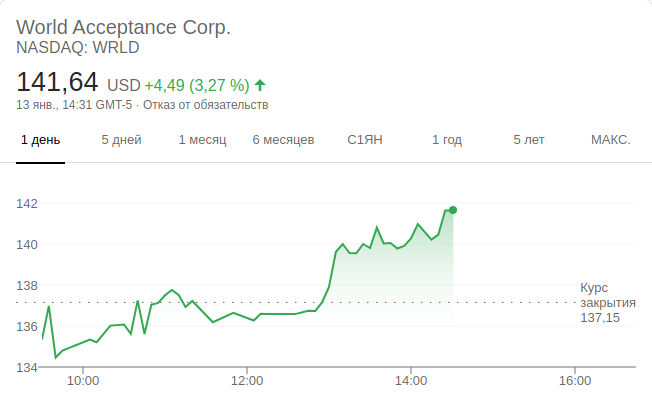 World Acceptance Corp.
NASDAQ: WRLD
141,64 USD +4,49 (3,27 %)
13 янв., 14:31 GMT-5 · Отказ от обязательств
1 день 5 дней 1 месяц 6 месяцев С1ЯН 1 год 5 лет МАКС.
142
140
138
Курс
закрытия
137,15
136
134
10:00 12:00 14:00 16:00